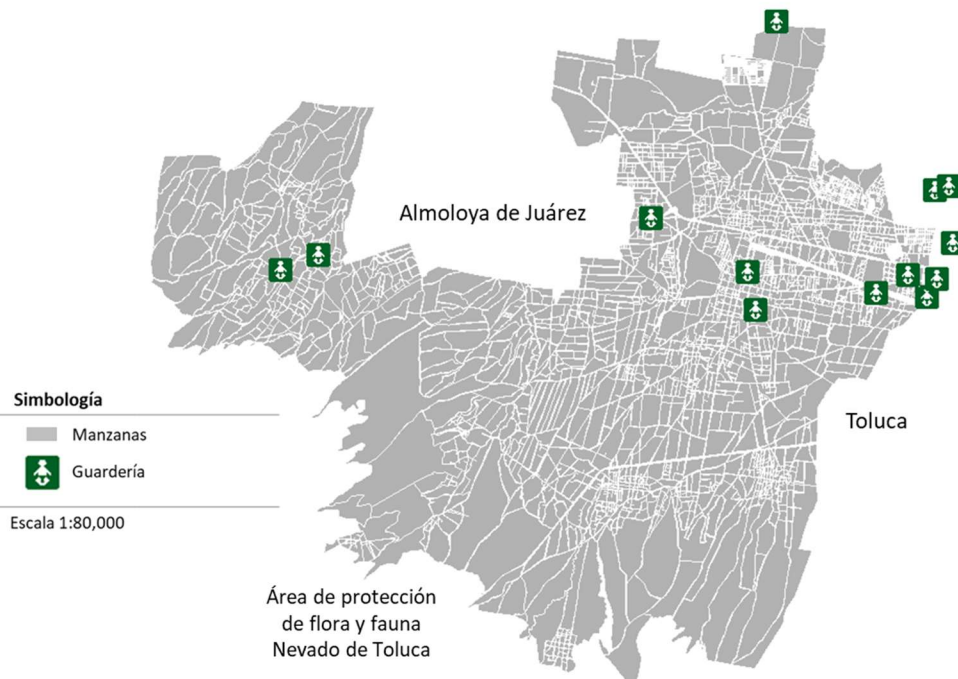 Almoloya de Juárez
Simbología
Manzanas
Guardería
Escala 1:80,000
Toluca
Área de protección
de flora y fauna
Nevado de Toluca